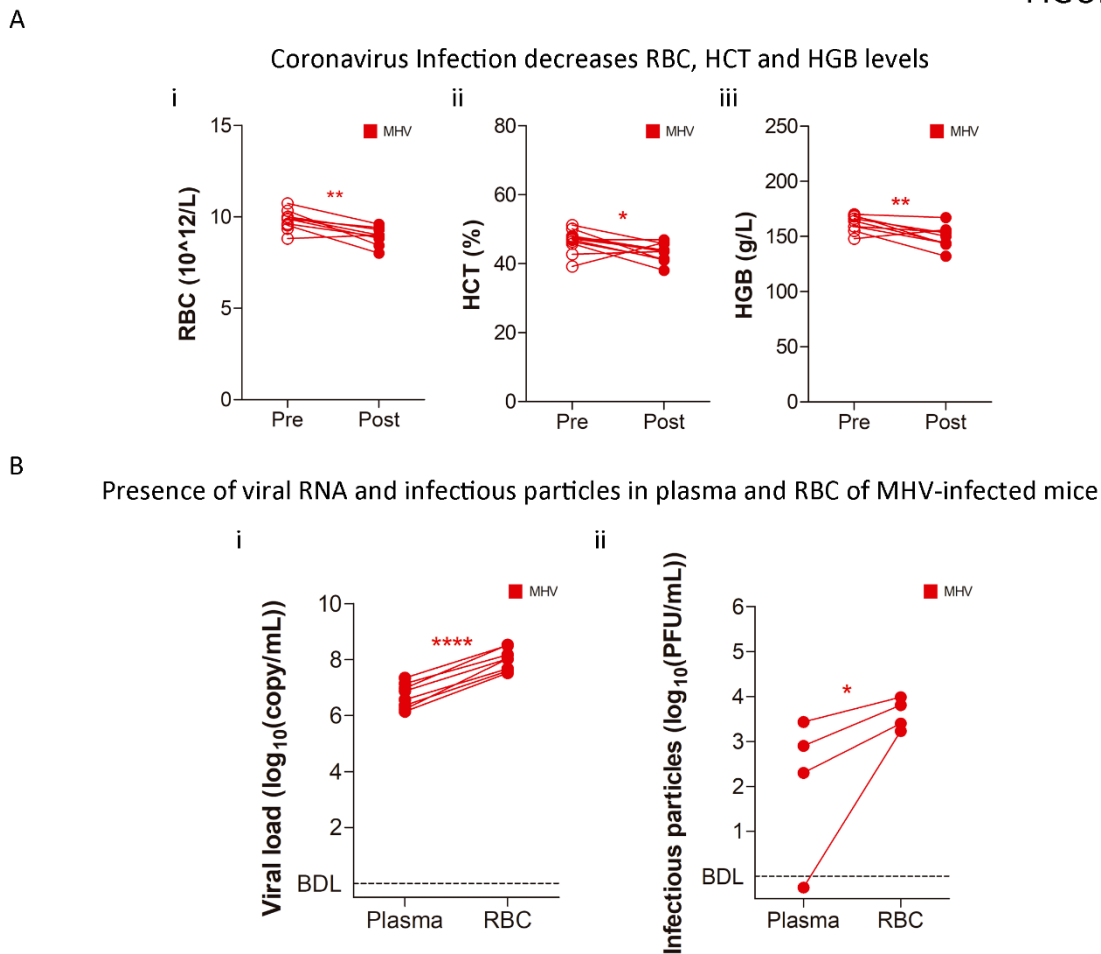 A
Coronavirus Infection decreases RBC, HCT and HGB levels
i
RBC (10^12/L)
15
10
5
0
MHV
**
Pre
Post
ii
HCT (%)
80
60
40
20
0
MHV
*
Pre
Post
iii
HGB (g/L)
250
200
150
100
50
0
MHV
**
Pre
Post
B
Presence of viral RNA and infectious particles in plasma and RBC of MHV-infected mice
i
Viral load (log10(copy/mL))
10
8
6
4
2
BDL
MHV
****
Plasma
RBC
ii
Infectious particles (log10(PFU/mL))
6
5
4
3
2
1
BDL
MHV
*
Plasma
RBC